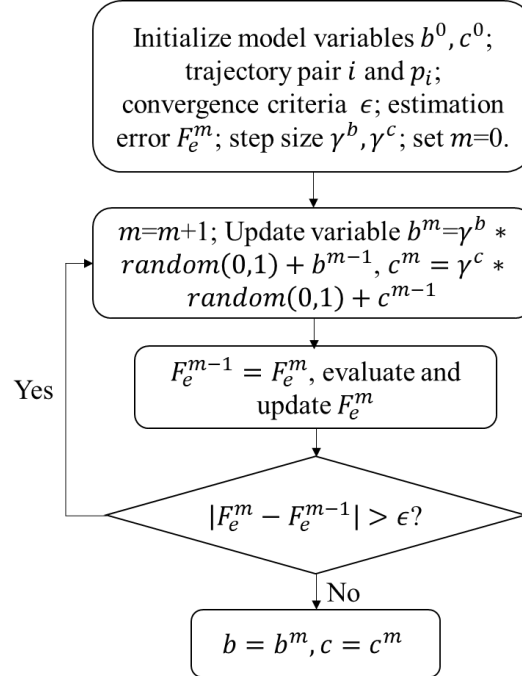 Initialize model variables b⁰, c⁰;
trajectory pair i and pᵢ;
convergence criteria ϵ; estimation
error Fₑᵐ; step size γᵇ, γᶜ; set m=0.
m=m+1; Update variable bᵐ=γᵇ *
random(0,1) + bᵐ⁻¹, cᵐ = γᶜ *
random(0,1) + cᵐ⁻¹
Fₑᵐ⁻¹ = Fₑᵐ, evaluate and
update Fₑᵐ
Yes
|Fₑᵐ − Fₑᵐ⁻¹| > ϵ?
No
b = bᵐ, c = cᵐ